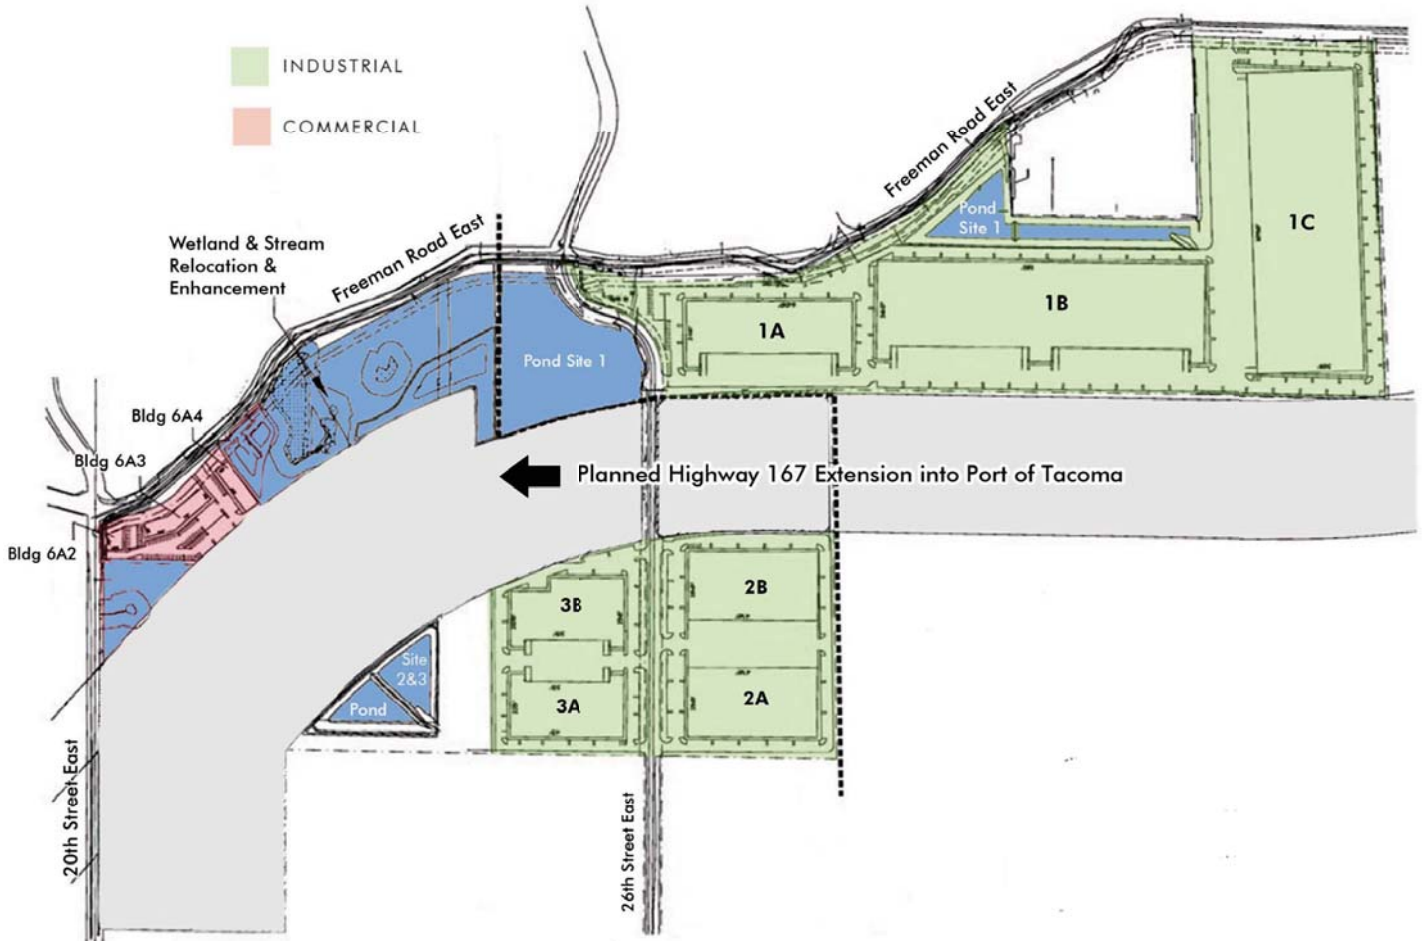 INDUSTRIAL
COMMERCIAL
Freeman Road East
Wetland & Stream
Relocation &
Enhancement
Freeman Road East
Pond
Site 1
1C
1B
1A
Pond Site 1
Bldg 6A4
Bldg 6A3
Bldg 6A2
Planned Highway 167 Extension into Port of Tacoma
3B
2B
Site
2&3
Pond
3A
2A
20th Street East
26th Street East